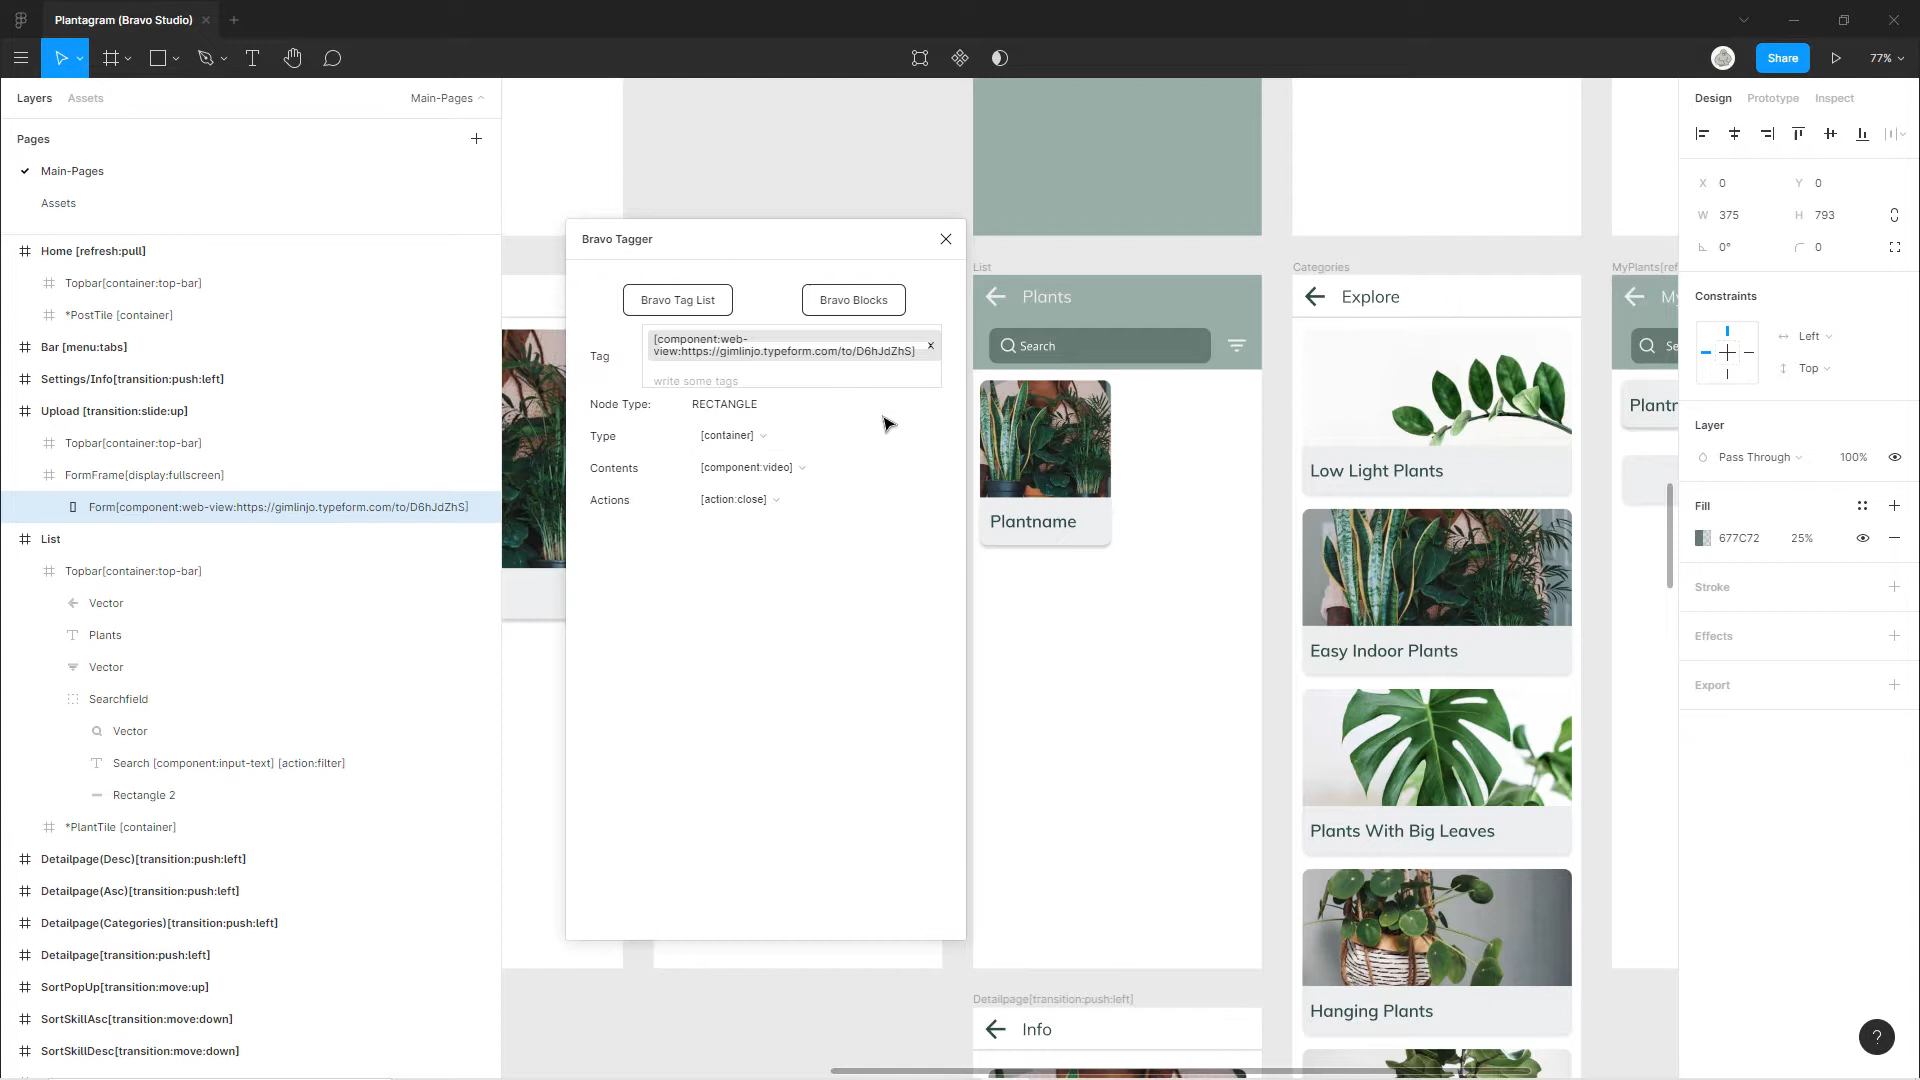 Plantagram (Bravo Studio)
Share
77%
Layers
Assets
Main-Pages
Pages
Main-Pages
Assets
Home [refresh:pull]
Topbar[container:top-bar]
*PostTile [container]
Bar [menu:tabs]
Settings/Info[transition:push:left]
Upload [transition:slide:up]
Topbar[container:top-bar]
FormFrame[display:fullscreen]
Form[component:web-view:https://gimlinjo.typeform.com/to/D6hJdZhS]
List
Topbar[container:top-bar]
Vector
Plants
Vector
Searchfield
Vector
Search [component:input-text] [action:filter]
Rectangle 2
*PlantTile [container]
Detailpage(Desc)[transition:push:left]
Detailpage(Asc)[transition:push:left]
Detailpage(Categories)[transition:push:left]
Detailpage[transition:push:left]
SortPopUp[transition:move:up]
SortSkillAsc[transition:move:down]
SortSkillDesc[transition:move:down]
Bravo Tagger
Bravo Tag List
Bravo Blocks
Tag
[component:web-
view:https://gimlinjo.typeform.com/to/D6hJdZhS]
x
write some tags
Node Type:
RECTANGLE
Type
[container]
Contents
[component:video]
Actions
[action:close]
List
Plants
Search
Plantname
Detailpage[transition:push:left]
Info
Categories
Explore
Low Light Plants
Easy Indoor Plants
Plants With Big Leaves
Hanging Plants
MyPlants[ref
M
Se
Plantr
Design
Prototype
Inspect
X
0
Y
0
W
375
H
793
0°
0
Constraints
Left
Top
Layer
Pass Through
100%
Fill
677C72
25%
Stroke
Effects
Export
?